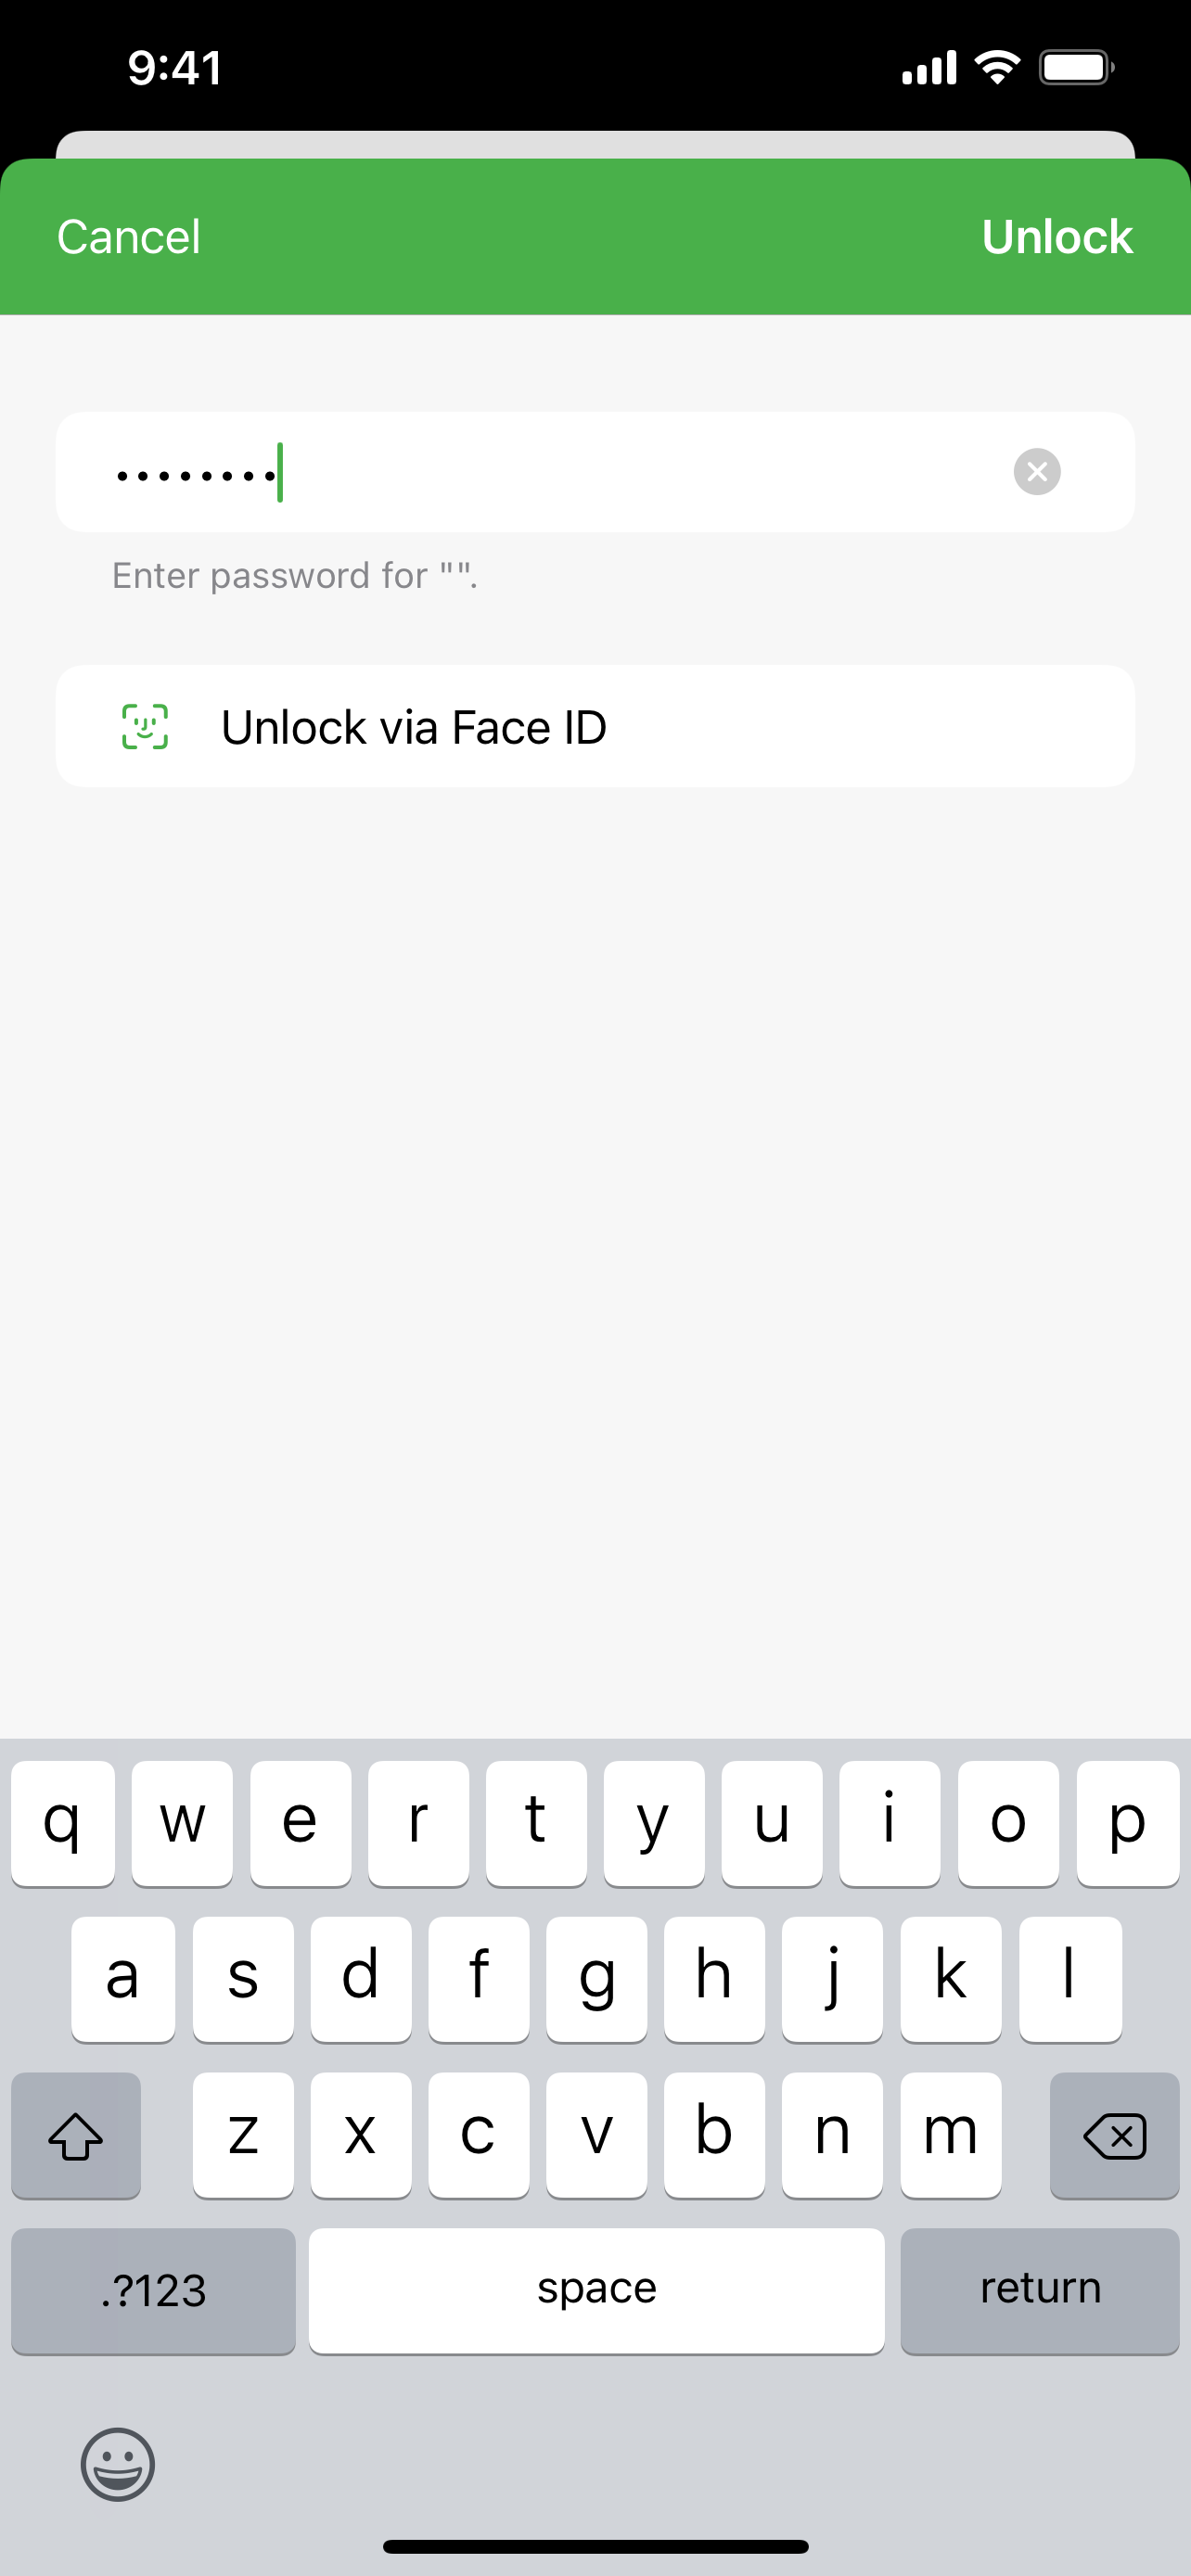 9:41
Cancel
Unlock
••••••••
Enter password for "".
Unlock via Face ID
q w e r t y u i o p
a s d f g h j k l
z x c v b n m
.?123 space return